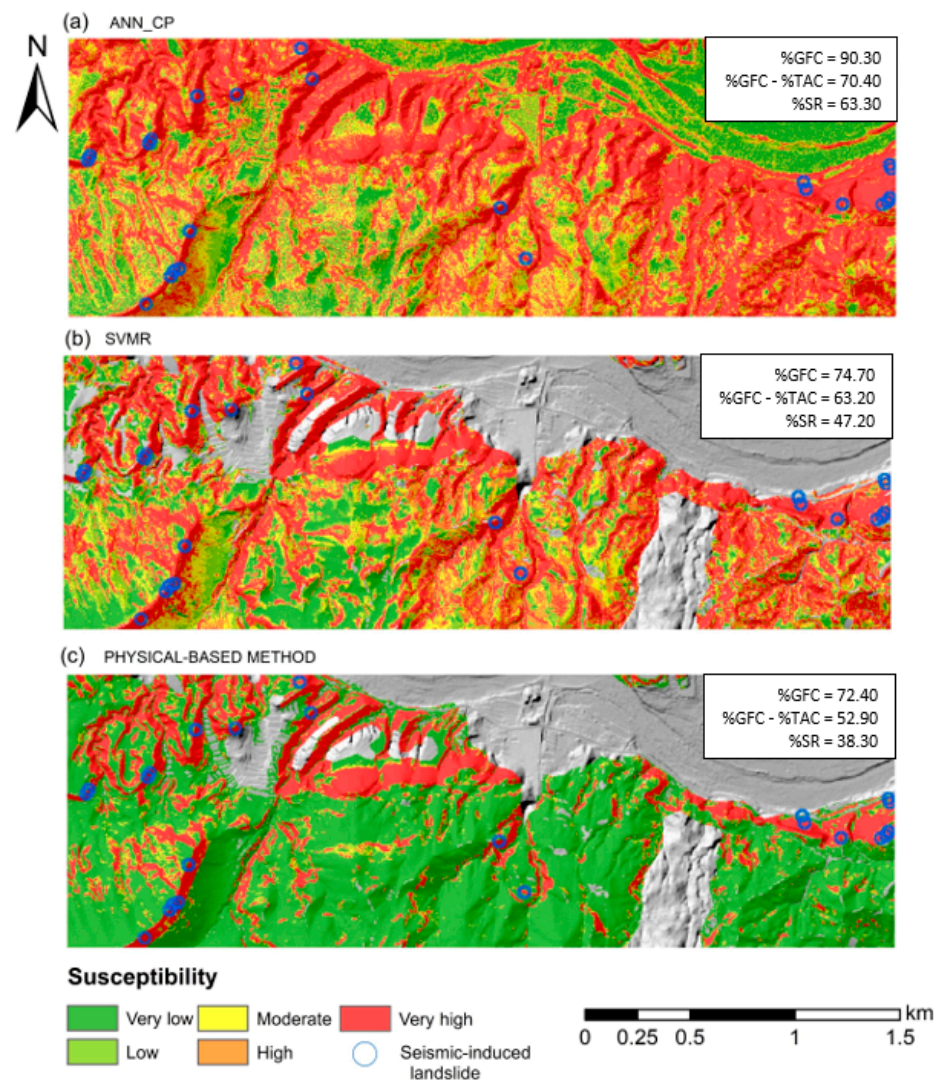 (a) ANN_CP
N
%GFC = 90.30
%GFC - %TAC = 70.40
%SR = 63.30
(b) SVMR
%GFC = 74.70
%GFC - %TAC = 63.20
%SR = 47.20
(c) PHYSICAL-BASED METHOD
%GFC = 72.40
%GFC - %TAC = 52.90
%SR = 38.30
Susceptibility
Very low Moderate Very high
Low High Seismic-induced
landslide
km
0 0.25 0.5 1 1.5